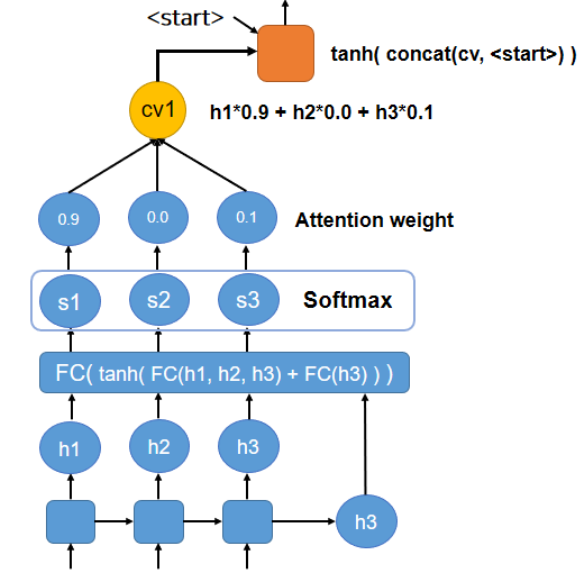 <start>
tanh( concat(cv, <start>) )
cv1
h1*0.9 + h2*0.0 + h3*0.1
0.9 0.0 0.1 Attention weight
s1 s2 s3 Softmax
FC( tanh( FC(h1, h2, h3) + FC(h3) ) )
h1 h2 h3
h3